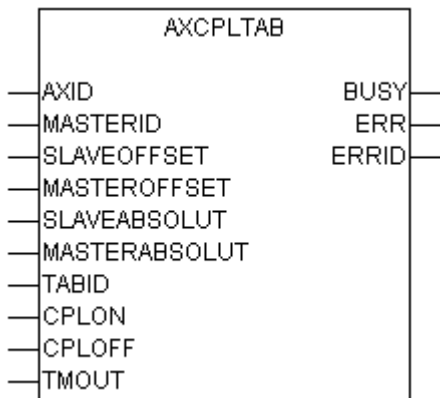 AXCPLTAB
AXID BUSY
MASTERID ERR
SLAVEOFFSET ERRID
MASTEROFFSET
SLAVEABSOLUT
MASTERABSOLUT
TABID
CPLON
CPLOFF
TMOUT